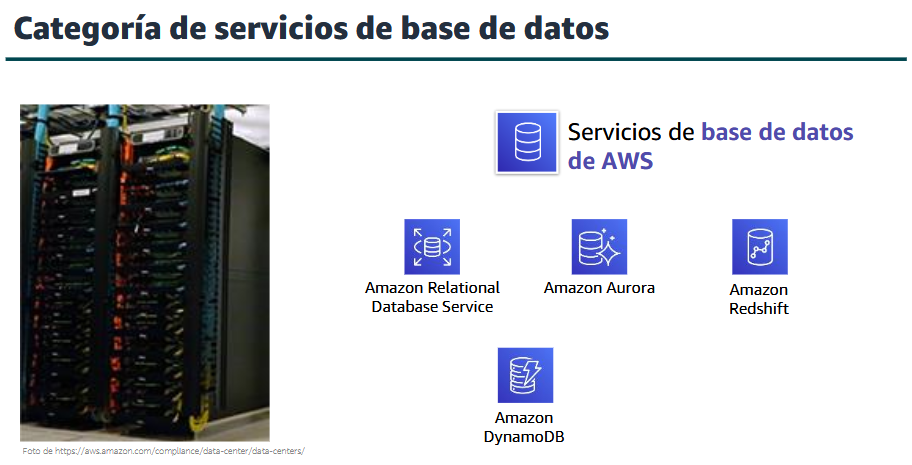 Categoría de servicios de base de datos
Servicios de base de datos
de AWS
Amazon Relational
Database Service
Amazon Aurora
Amazon
Redshift
Amazon
DynamoDB
Foto de https://aws.amazon.com/compliance/data-center/data-centers/